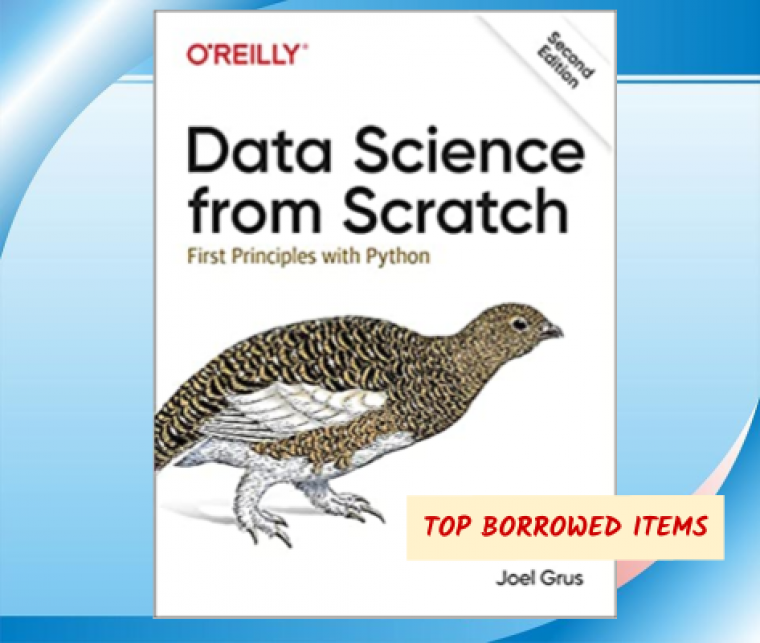 O'REILLY®
Second
Edition
Data Science
from Scratch
First Principles with Python
TOP BORROWED ITEMS
Joel Grus